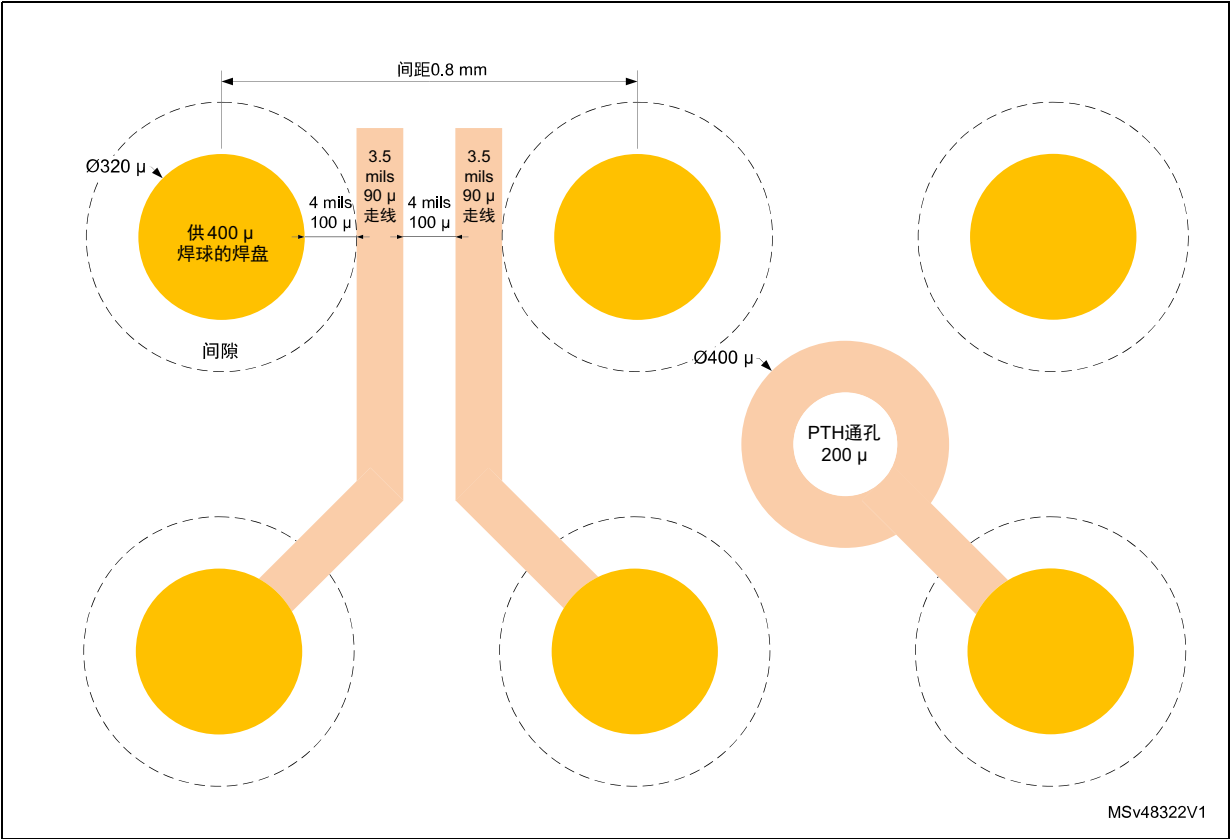 间距0.8 mm
Ø320 μ
3.5
mils
90 μ
走线
3.5
mils
90 μ
走线
4 mils
100 μ
4 mils
100 μ
供400 μ
焊球的焊盘
间隙
Ø400 μ
PTH通孔
200 μ
MSv48322V1